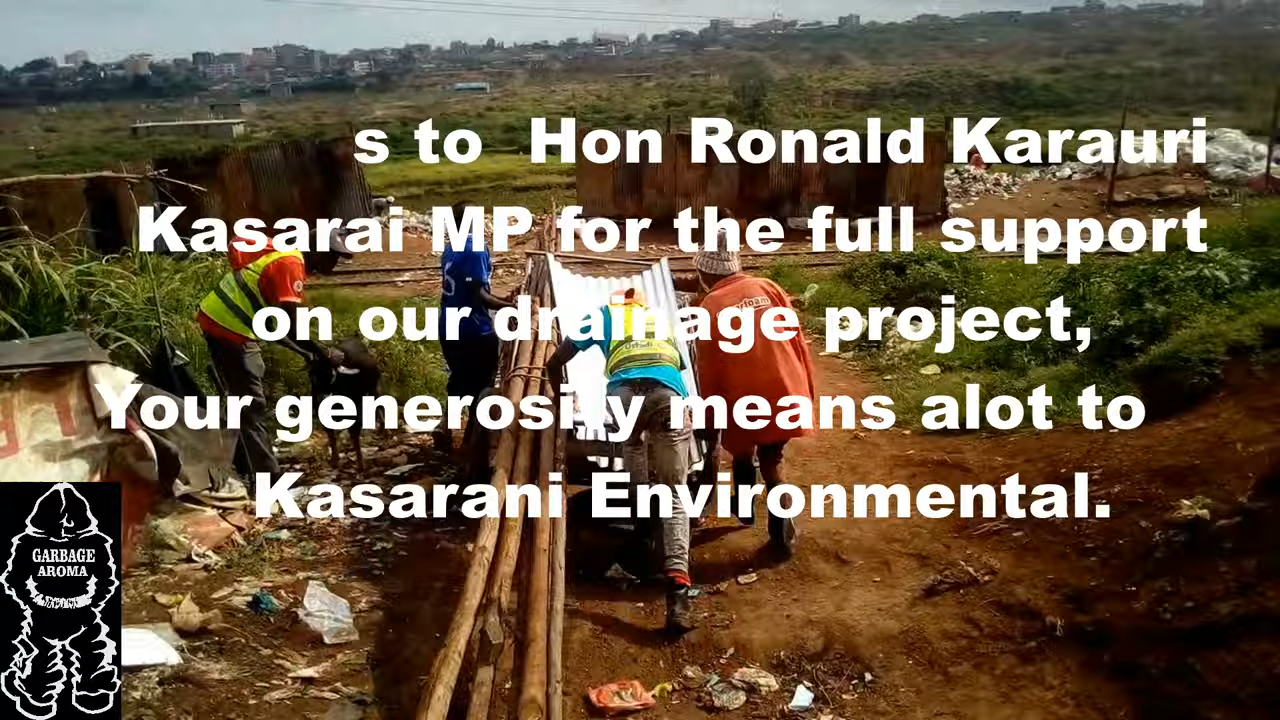 s to Hon Ronald Karauri
Kasarai MP for the full support
on our drainage project,
Your generosity means alot to
Kasarani Environmental.
GARBAGE
AROMA